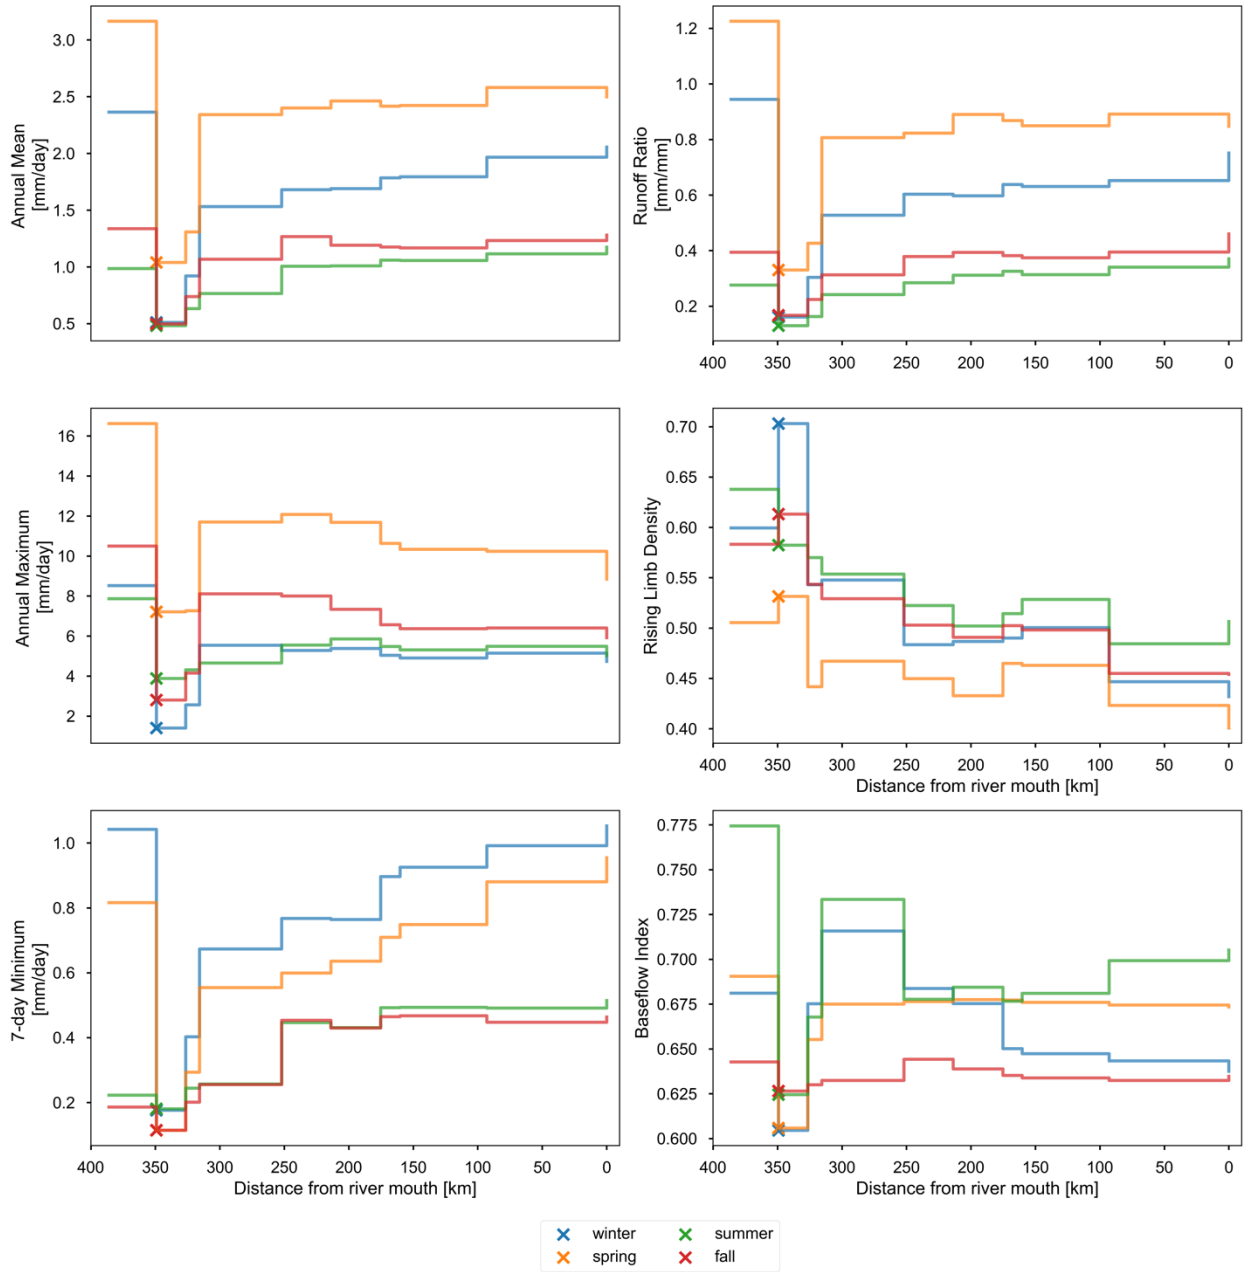 Annual Mean
[mm/day]
3.0
2.5
2.0
1.5
1.0
0.5
Runoff Ratio
[mm/mm]
1.2
1.0
0.8
0.6
0.4
0.2
400 350 300 250 200 150 100 50 0
Annual Maximum
[mm/day]
16
14
12
10
8
6
4
2
Rising Limb Density
0.70
0.65
0.60
0.55
0.50
0.45
0.40
400 350 300 250 200 150 100 50 0
Distance from river mouth [km]
7-day Minimum
[mm/day]
1.0
0.8
0.6
0.4
0.2
400 350 300 250 200 150 100 50 0
Distance from river mouth [km]
Baseflow Index
0.775
0.750
0.725
0.700
0.675
0.650
0.625
0.600
400 350 300 250 200 150 100 50 0
Distance from river mouth [km]
winter summer
spring fall